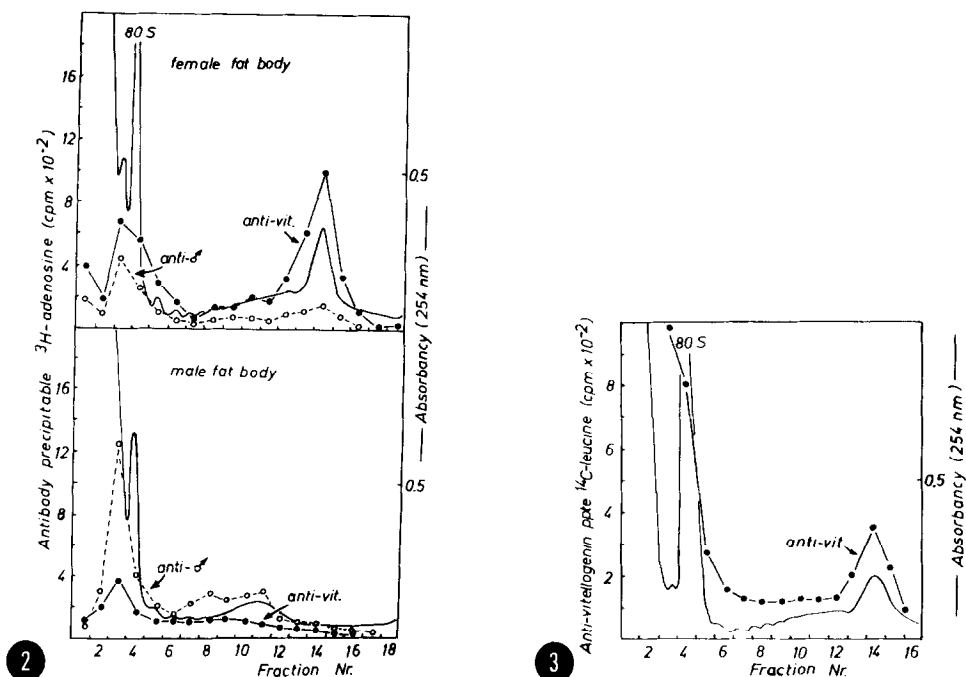 80 S
female fat body
18
14
10
8
6
4
anti-vit.
anti-♂
0.5
Antibody precipitable ³H-adenosine (cpm x 10⁻²)
— Absorbancy (254 nm) —
male fat body
16
12
8
4
anti-♂
anti-vit.
0.5
2 4 6 8 10 12 14 16 18
Fraction Nr.
2
80 S
8
6
4
2
anti-vit.
0.5
Anti-vitellogenin ppte ¹⁴C-leucine (cpm x 10⁻²)
— Absorbancy (254 nm) —
2 4 6 8 10 12 14 16
Fraction Nr.
3